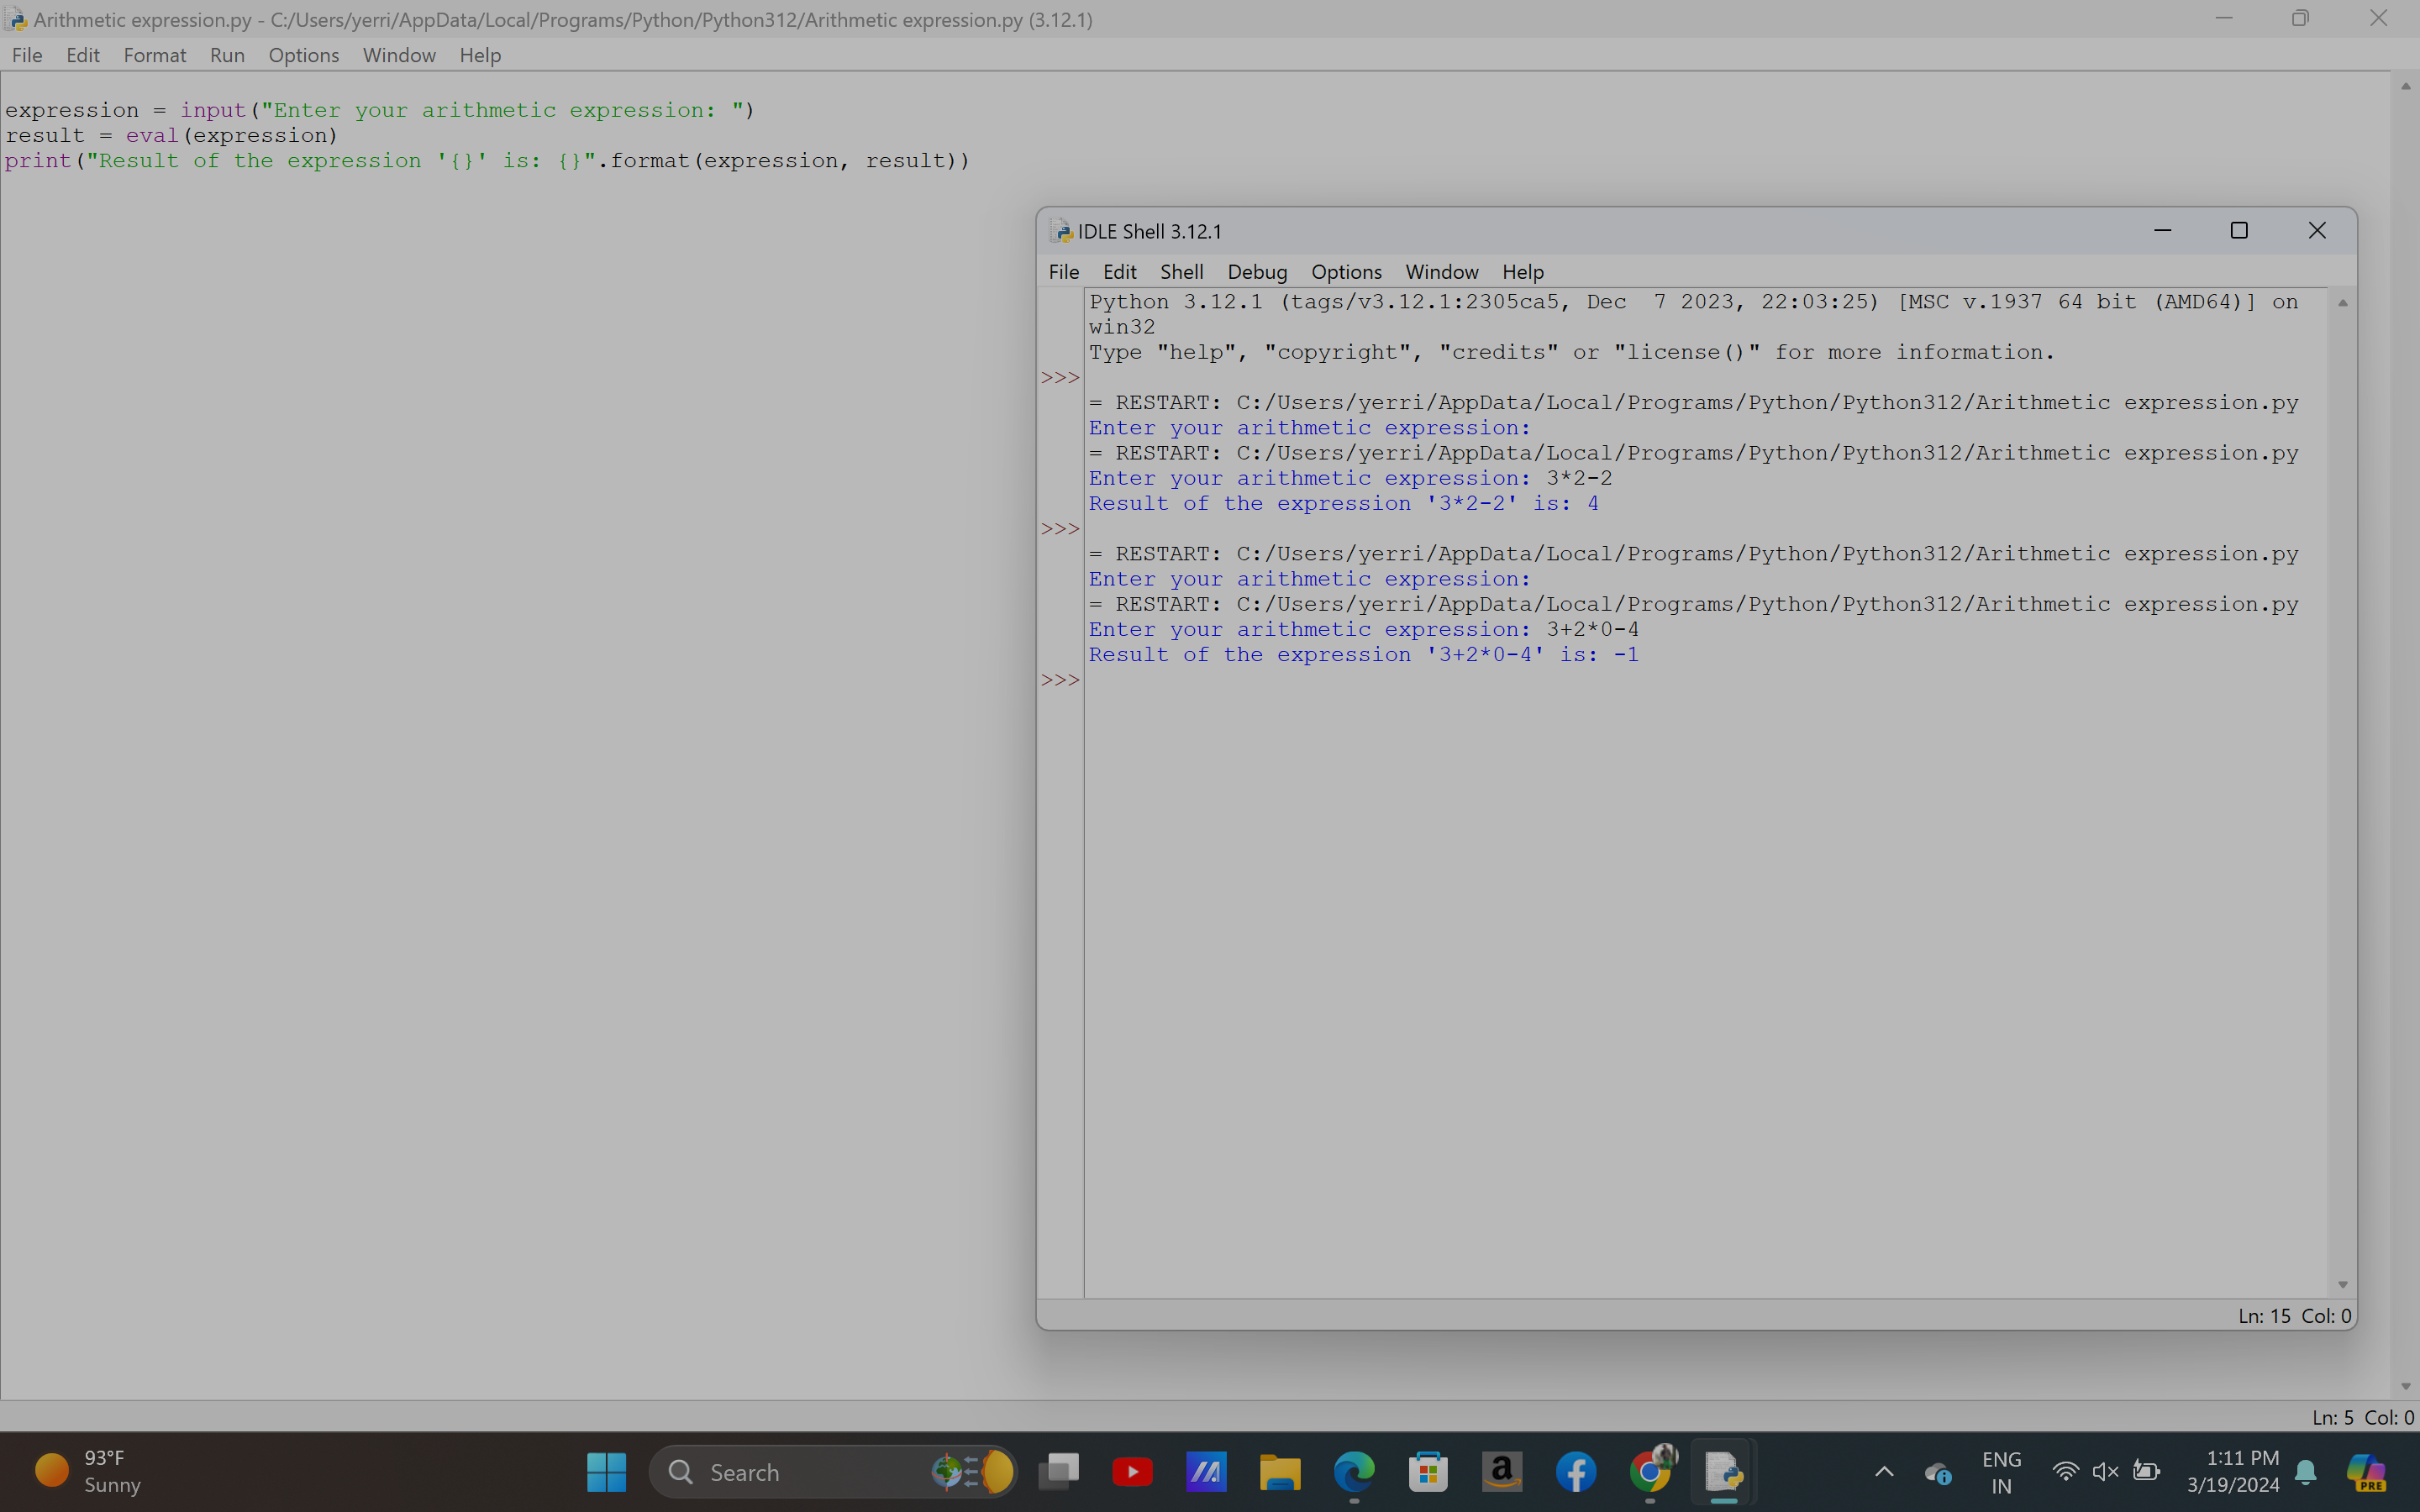 Arithmetic expression.py - C:/Users/yerri/AppData/Local/Programs/Python/Python312/Arithmetic expression.py (3.12.1)
File Edit Format Run Options Window Help
expression = input("Enter your arithmetic expression: ")
result = eval(expression)
print("Result of the expression '{}' is: {}".format(expression, result))
IDLE Shell 3.12.1
File Edit Shell Debug Options Window Help
Python 3.12.1 (tags/v3.12.1:2305ca5, Dec  7 2023, 22:03:25) [MSC v.1937 64 bit (AMD64)] on
win32
Type "help", "copyright", "credits" or "license()" for more information.
>>>
= RESTART: C:/Users/yerri/AppData/Local/Programs/Python/Python312/Arithmetic expression.py
Enter your arithmetic expression:
= RESTART: C:/Users/yerri/AppData/Local/Programs/Python/Python312/Arithmetic expression.py
Enter your arithmetic expression: 3*2-2
Result of the expression '3*2-2' is: 4
>>>
= RESTART: C:/Users/yerri/AppData/Local/Programs/Python/Python312/Arithmetic expression.py
Enter your arithmetic expression:
= RESTART: C:/Users/yerri/AppData/Local/Programs/Python/Python312/Arithmetic expression.py
Enter your arithmetic expression: 3+2*0-4
Result of the expression '3+2*0-4' is: -1
>>>
Ln: 15 Col: 0
Ln: 5 Col: 0
93°F
Sunny
Search
a
ENG
IN
1:11 PM
3/19/2024
PRE